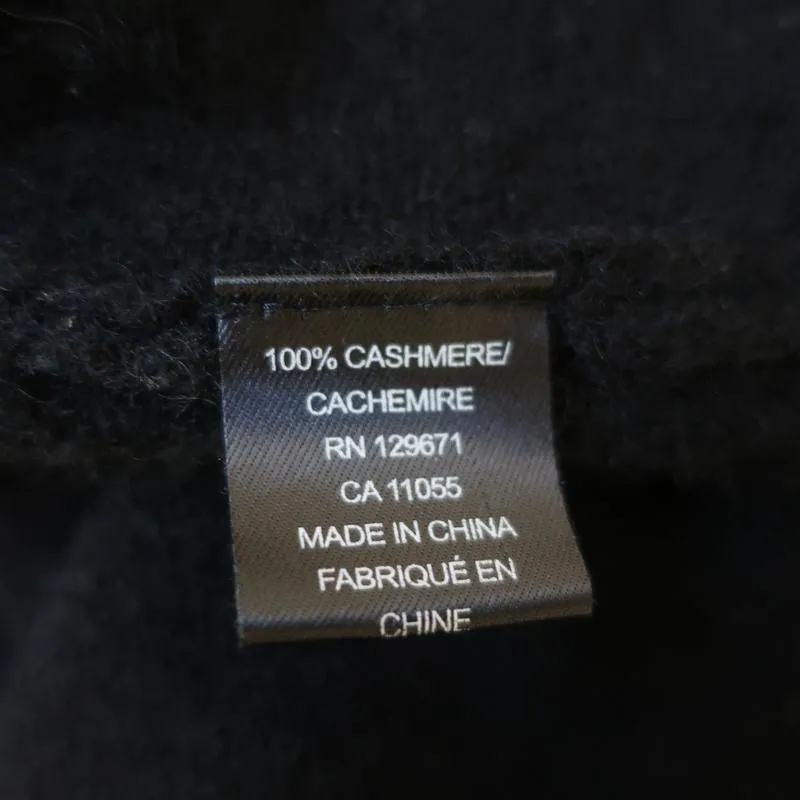 100% CASHMERE/
CACHEMIRE
RN 129671
CA 11055
MADE IN CHINA
FABRIQUÉ EN
CHINE